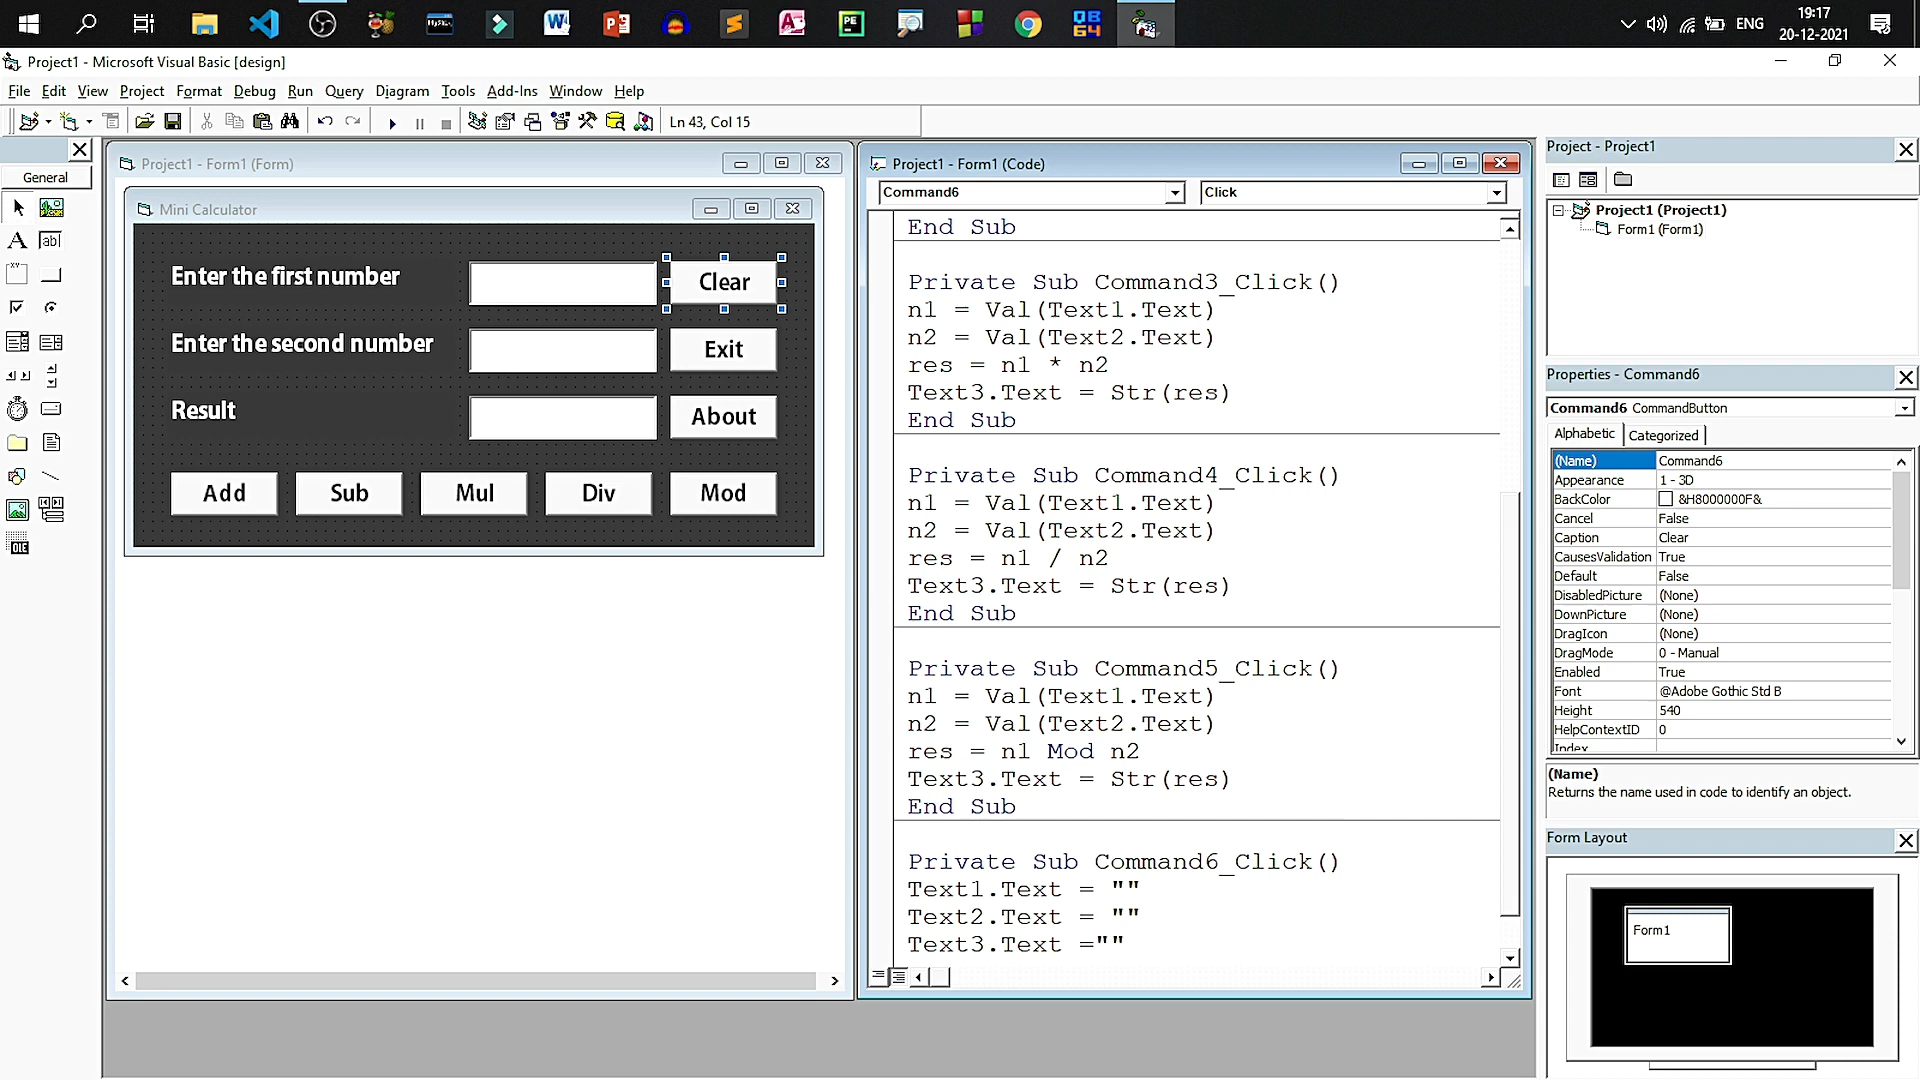 ENG
19:17
20-12-2021
Project1 - Microsoft Visual Basic [design]
File Edit View Project Format Debug Run Query Diagram Tools Add-Ins Window Help
Ln 43, Col 15
General
Project1 - Form1 (Form)
Mini Calculator
Enter the first number
Clear
Enter the second number
Exit
Result
About
Add Sub Mul Div Mod
Project1 - Form1 (Code)
Command6 Click
End Sub
Private Sub Command3_Click()
n1 = Val(Text1.Text)
n2 = Val(Text2.Text)
res = n1 * n2
Text3.Text = Str(res)
End Sub
Private Sub Command4_Click()
n1 = Val(Text1.Text)
n2 = Val(Text2.Text)
res = n1 / n2
Text3.Text = Str(res)
End Sub
Private Sub Command5_Click()
n1 = Val(Text1.Text)
n2 = Val(Text2.Text)
res = n1 Mod n2
Text3.Text = Str(res)
End Sub
Private Sub Command6_Click()
Text1.Text = ""
Text2.Text = ""
Text3.Text =""
Project - Project1
Project1 (Project1)
Form1 (Form1)
Properties - Command6
Command6 CommandButton
Alphabetic Categorized
(Name) Command6
Appearance 1 - 3D
BackColor &H8000000F&
Cancel False
Caption Clear
CausesValidation True
Default False
DisabledPicture (None)
DownPicture (None)
DragIcon (None)
DragMode 0 - Manual
Enabled True
Font @Adobe Gothic Std B
Height 540
HelpContextID 0
Index
(Name)
Returns the name used in code to identify an object.
Form Layout
Form1